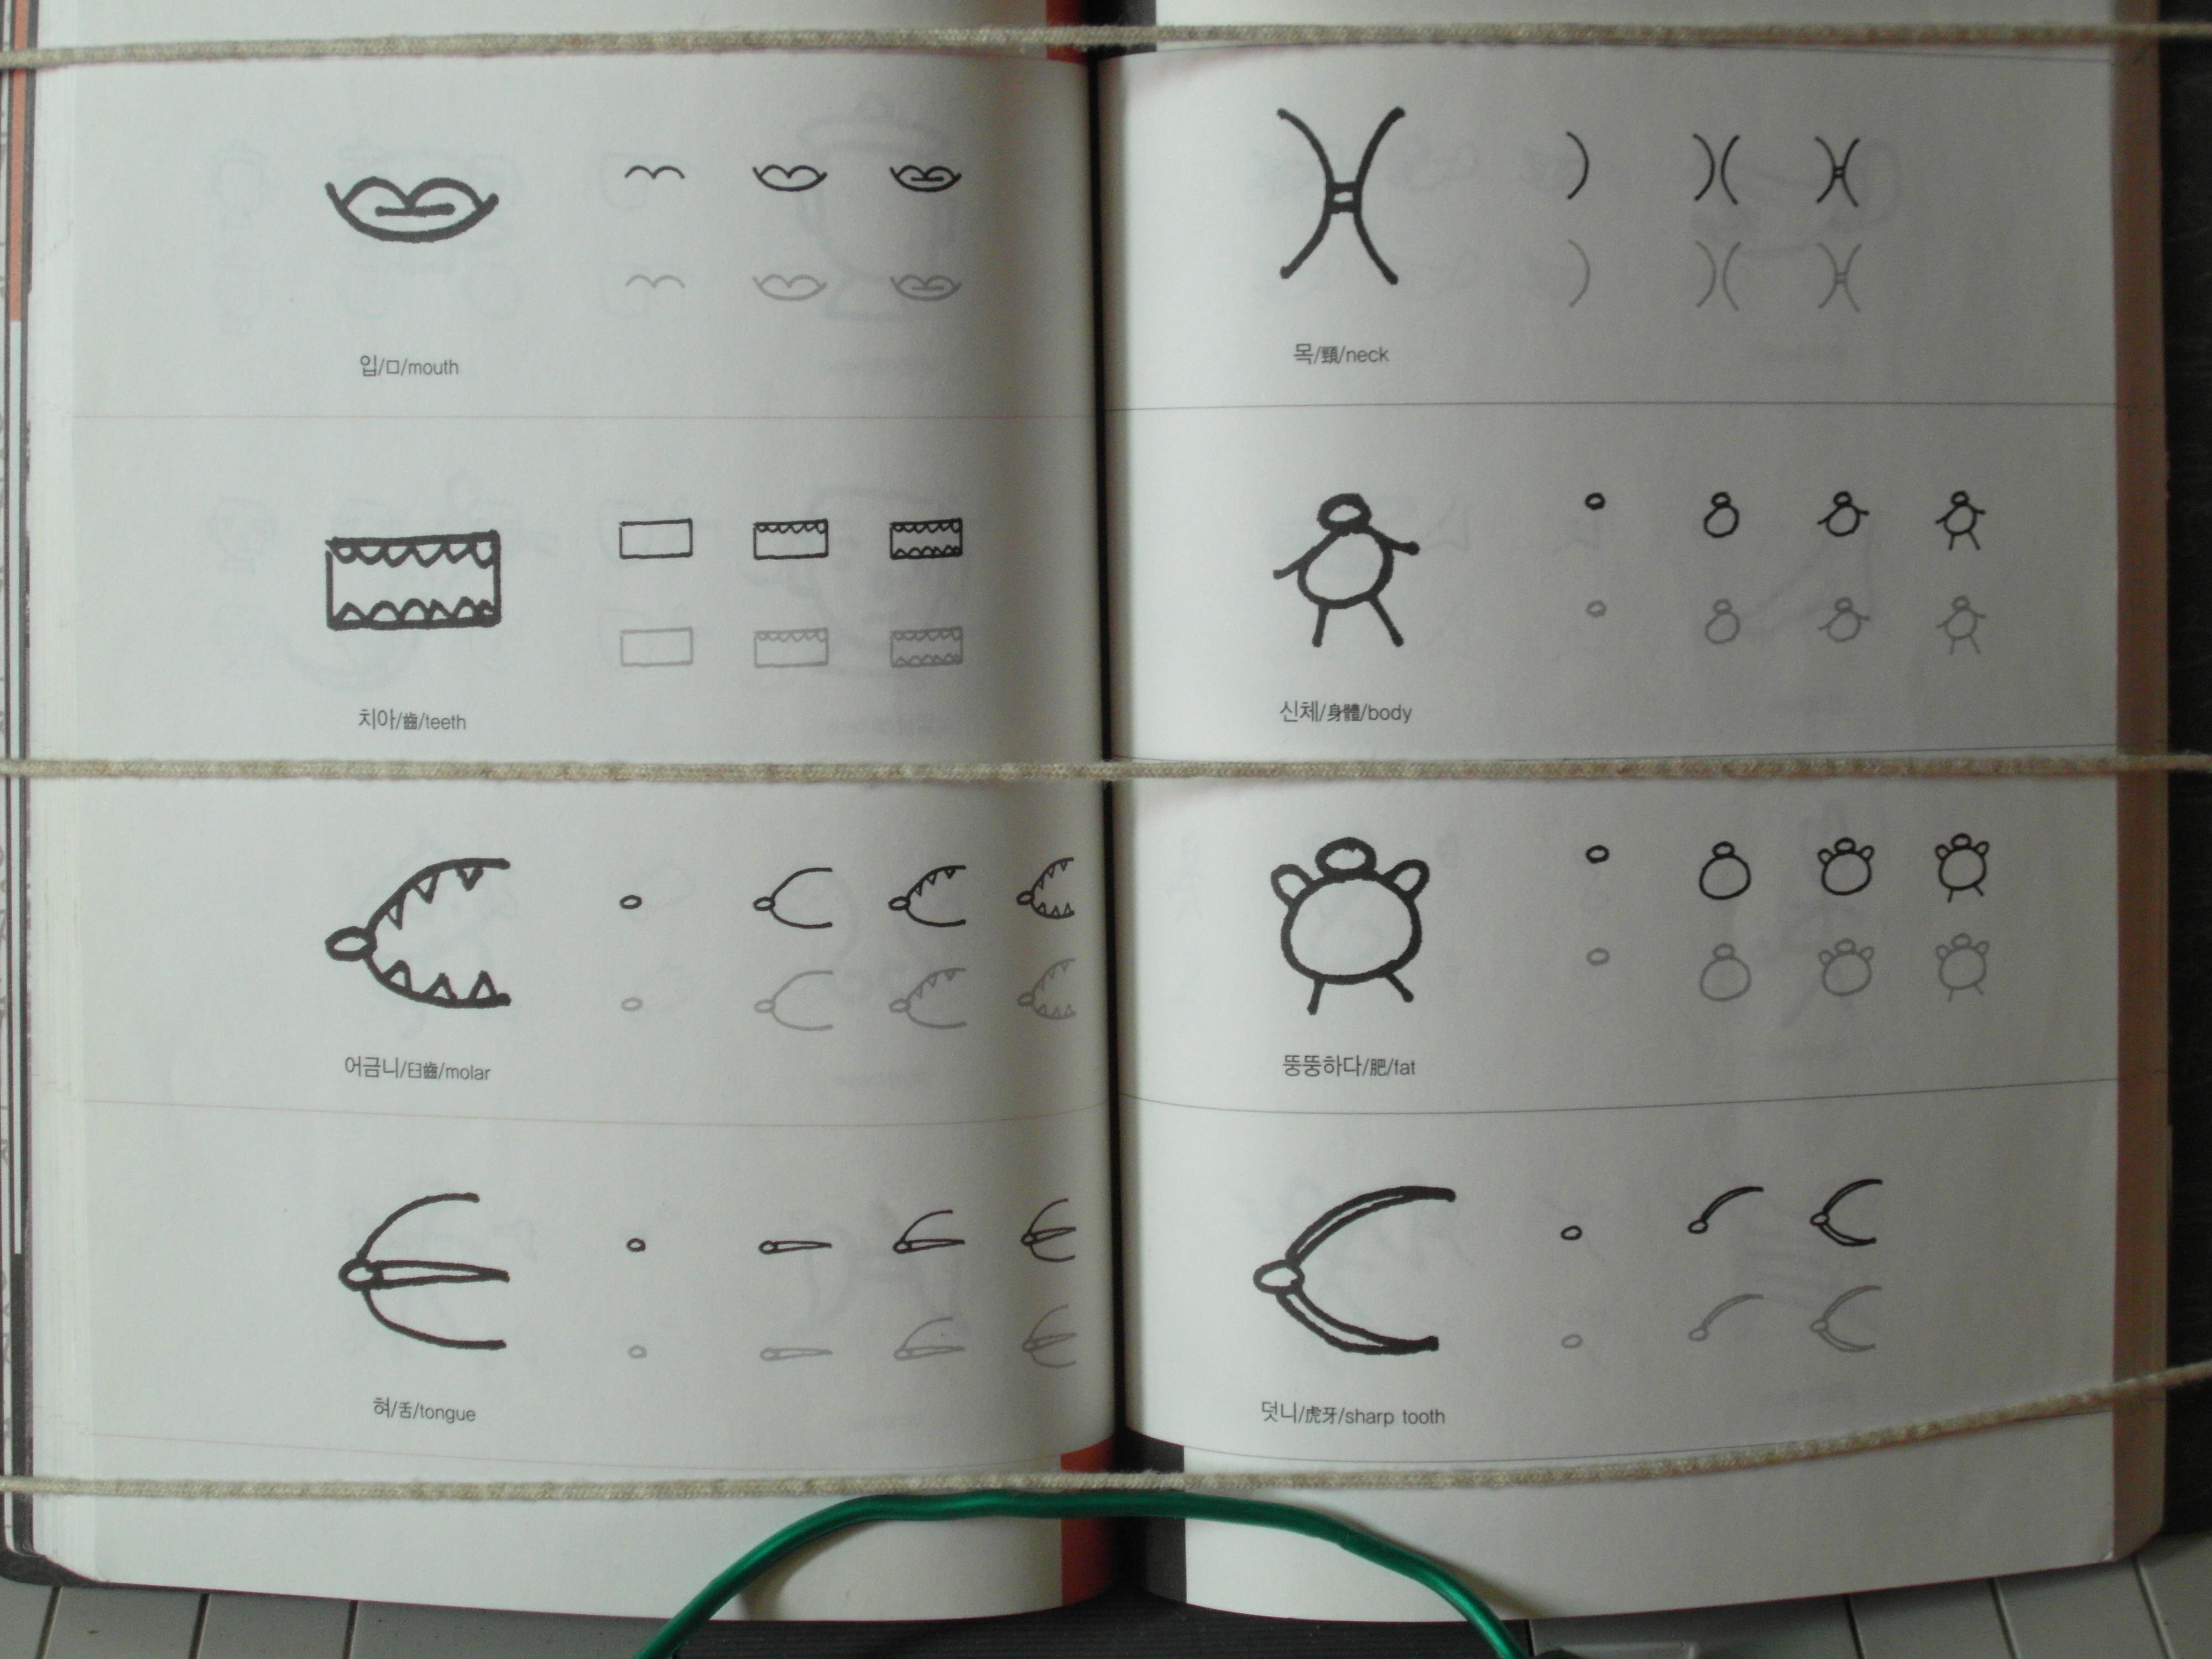 입/口/mouth
치아/齒/teeth
어금니/臼齒/molar
혀/舌/tongue
목/頸/neck
신체/身體/body
뚱뚱하다/肥/fat
덧니/虎牙/sharp tooth